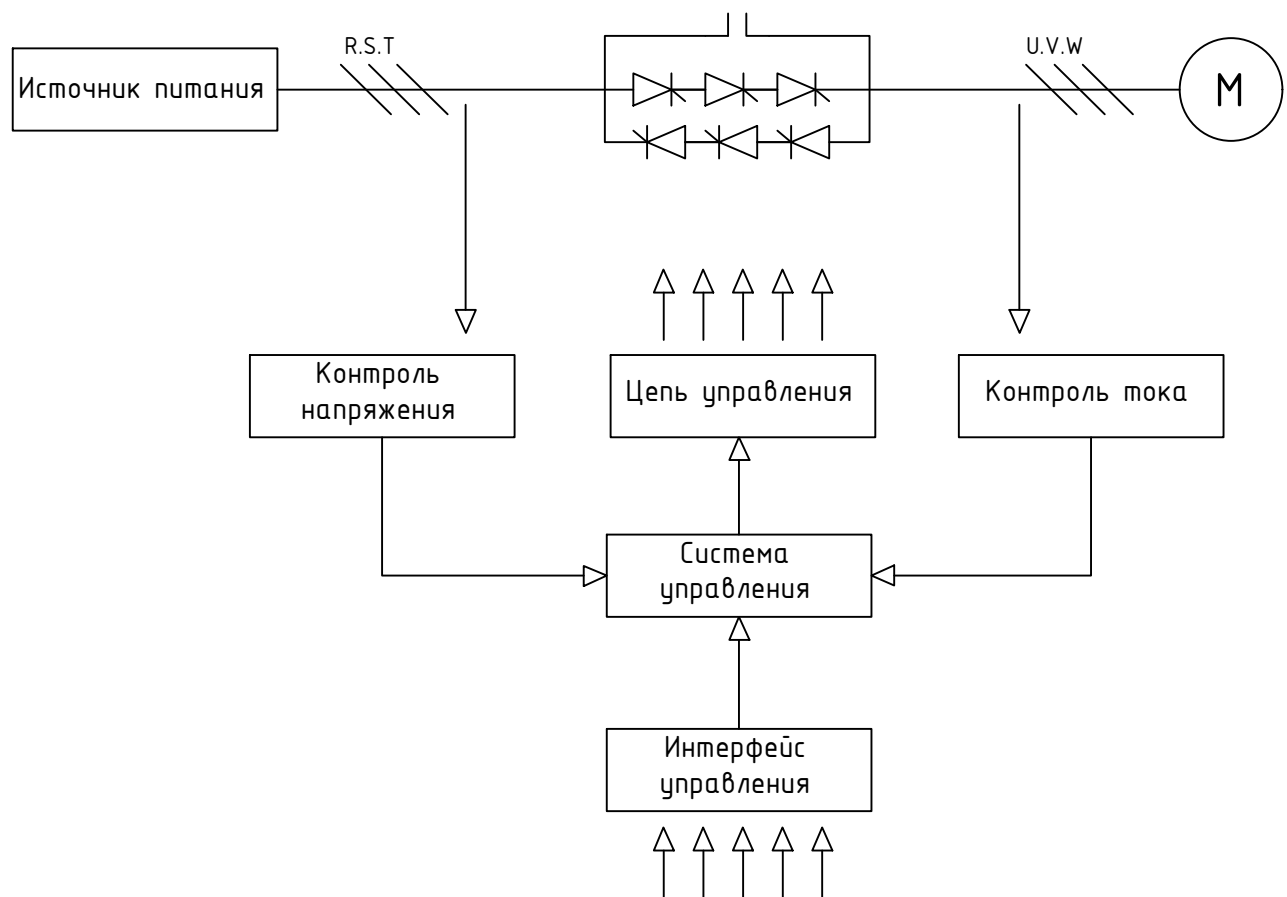 R.S.T
U.V.W
Источник питания
M
Контроль
напряжения
Цепь управления
Контроль тока
Система
управления
Интерфейс
управления